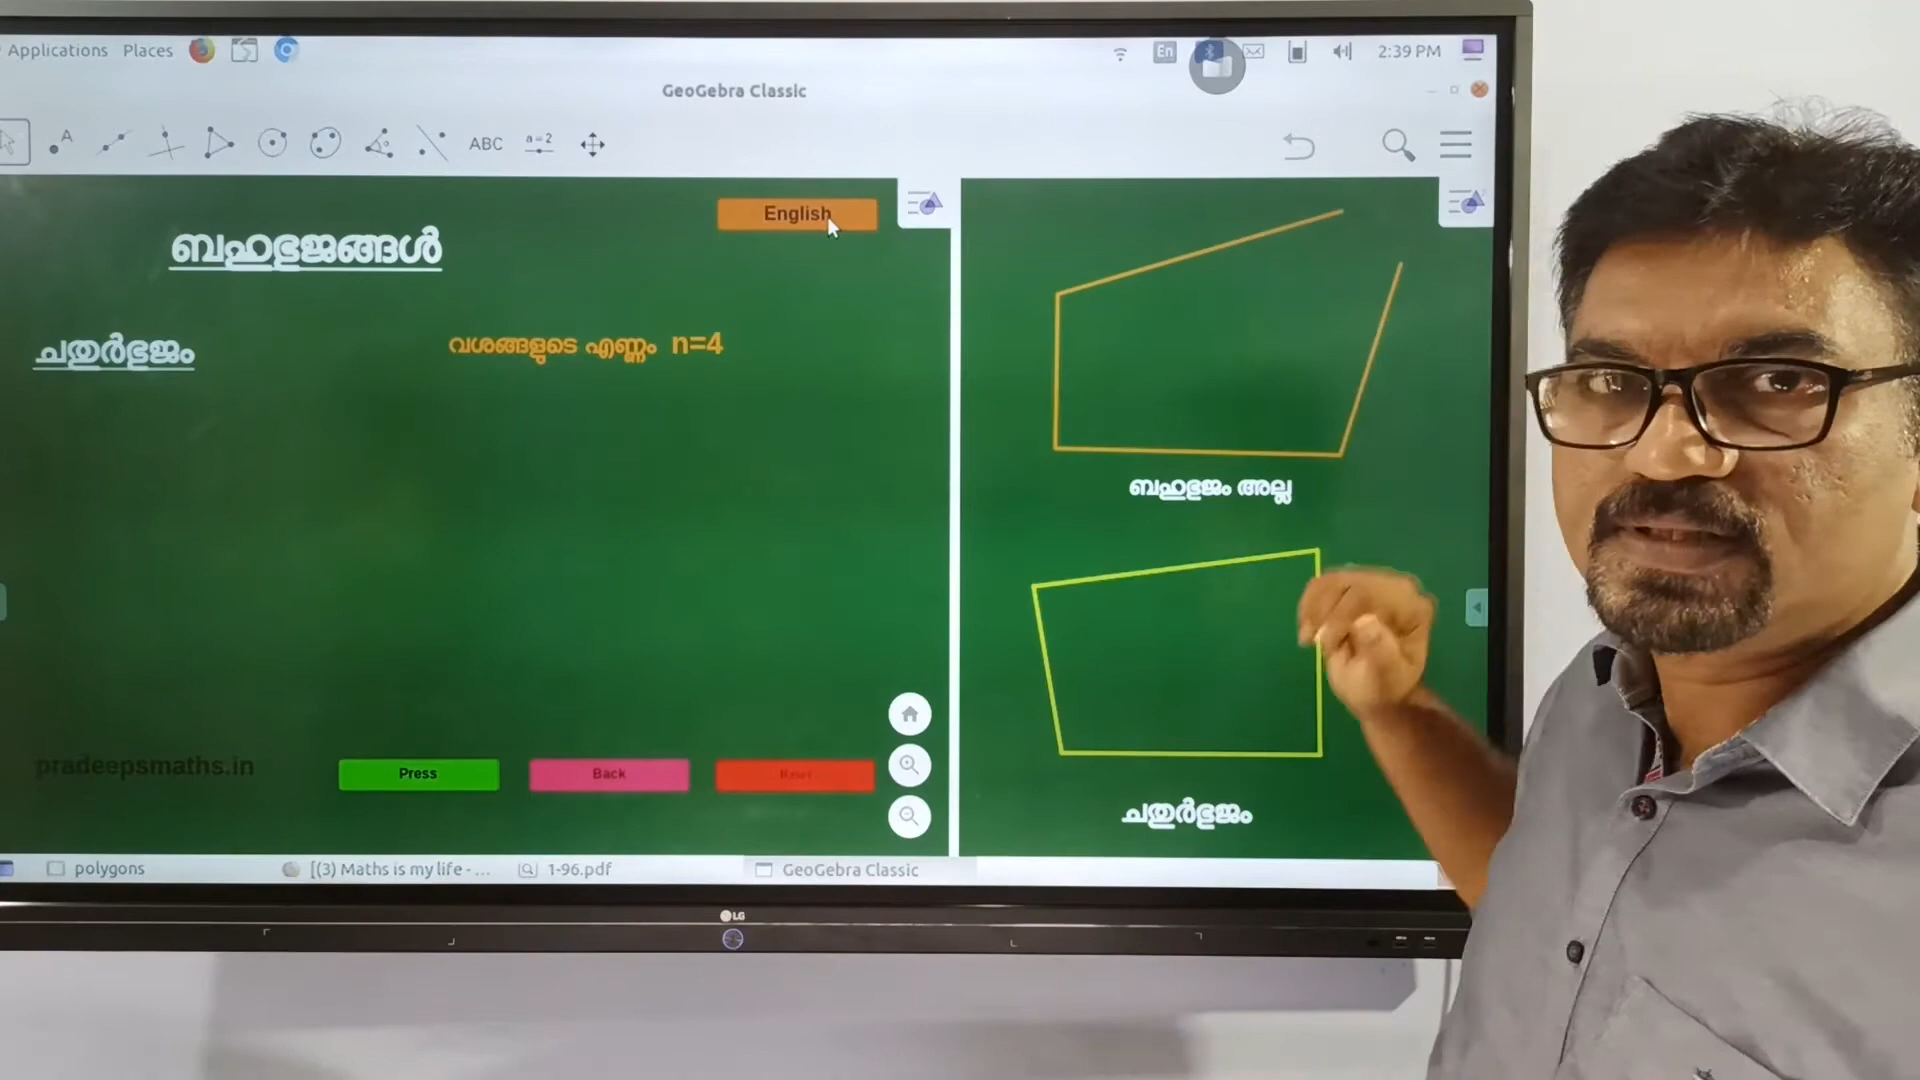 Applications Places En 2:39 PM
GeoGebra Classic
A ABC a=2
English
ബഹുഭുജങ്ങൾ
ചതുർഭുജം
വശങ്ങളുടെ എണ്ണം n=4
ബഹുഭുജം അല്ല
ചതുർഭുജം
pradeepsmaths.in
Press Back
polygons [(3) Maths is my life - ... 1-96.pdf GeoGebra Classic
LG